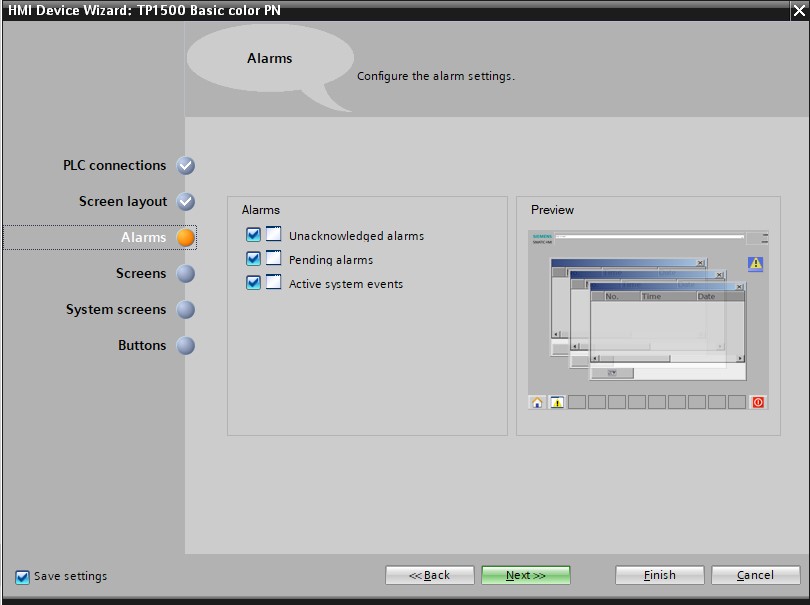 HMI Device Wizard: TP1500 Basic color PN
Alarms
Configure the alarm settings.
PLC connections
Screen layout
Alarms
Screens
System screens
Buttons
Alarms
Unacknowledged alarms
Pending alarms
Active system events
Preview
SIEMENS
No. Time Date
Save settings
<< Back
Next >>
Finish
Cancel